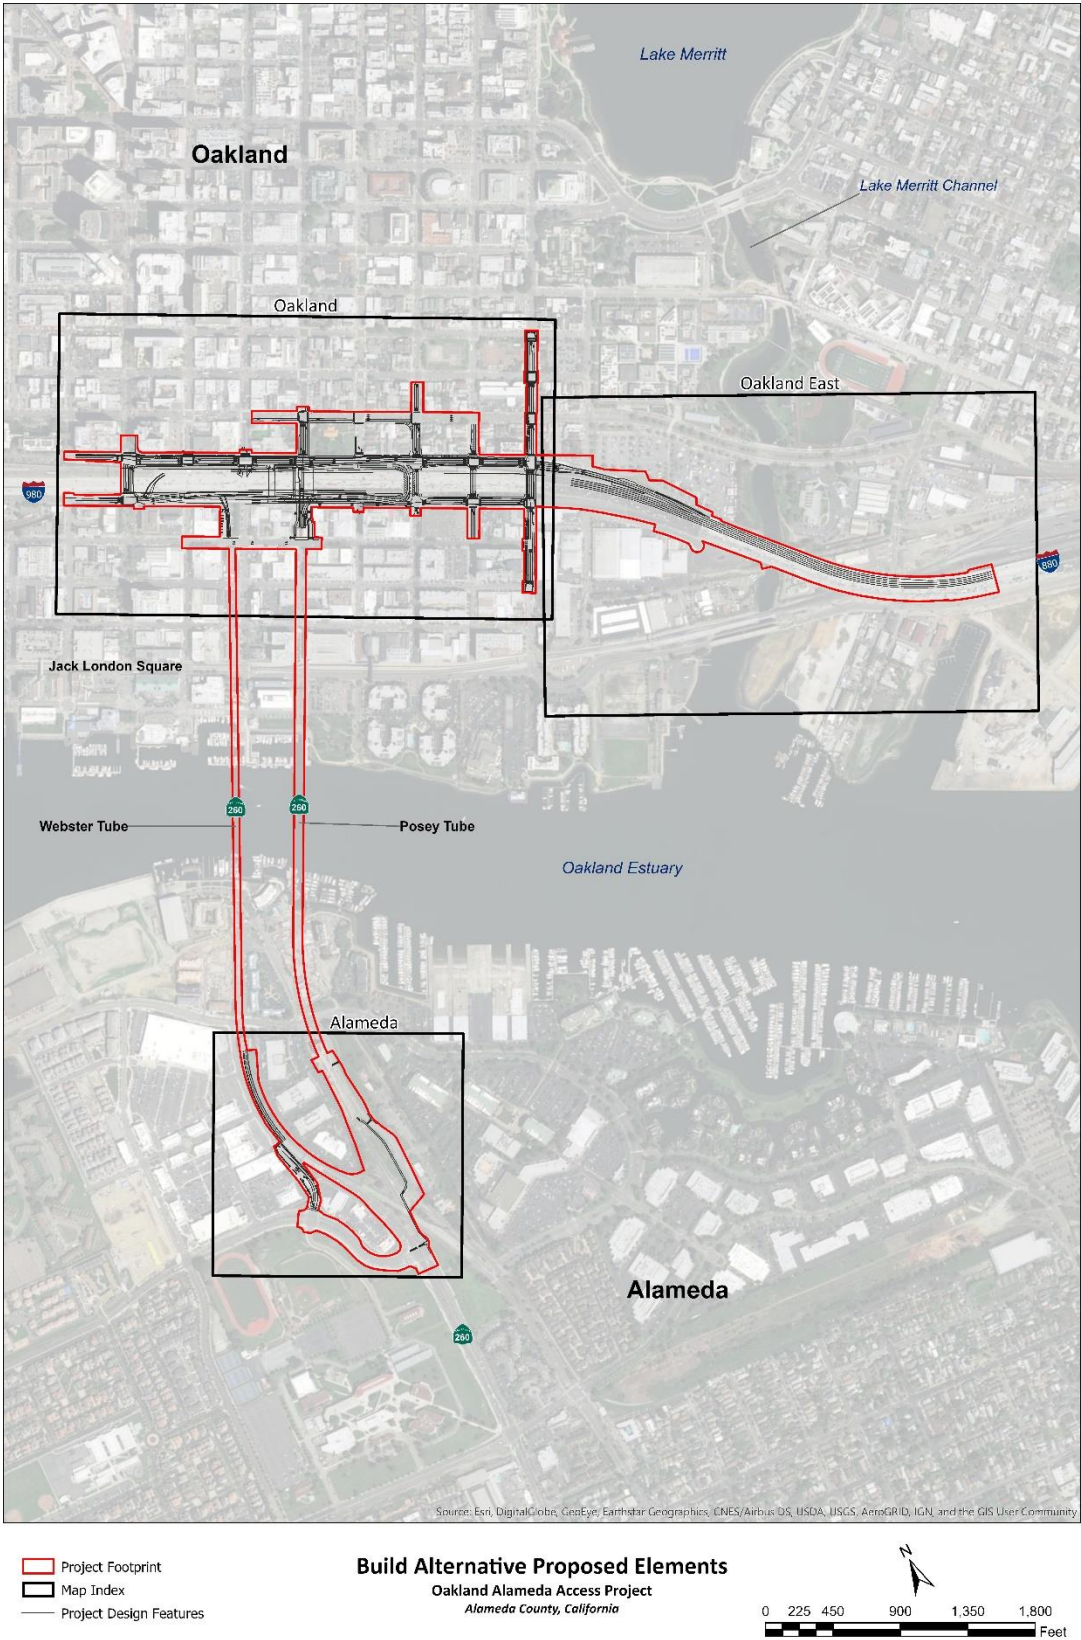 Lake Merritt
Oakland
Lake Merritt Channel
Oakland
Oakland East
980
880
Jack London Square
260
260
Webster Tube
Posey Tube
Oakland Estuary
Alameda
Alameda
260
Source: Esri, DigitalGlobe, GeoEye, Earthstar Geographics, CNES/Airbus DS, USDA, USGS, AeroGRID, IGN, and the GIS User Community
Project Footprint
Map Index
Project Design Features
Build Alternative Proposed Elements
Oakland Alameda Access Project
Alameda County, California
N
0 225 450 900 1,350 1,800
Feet